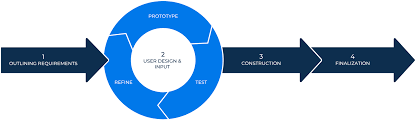 1
OUTLINING REQUIREMENTS
PROTOTYPE
2
USER DESIGN &
INPUT
REFINE
TEST
3
CONSTRUCTION
4
FINALIZATION